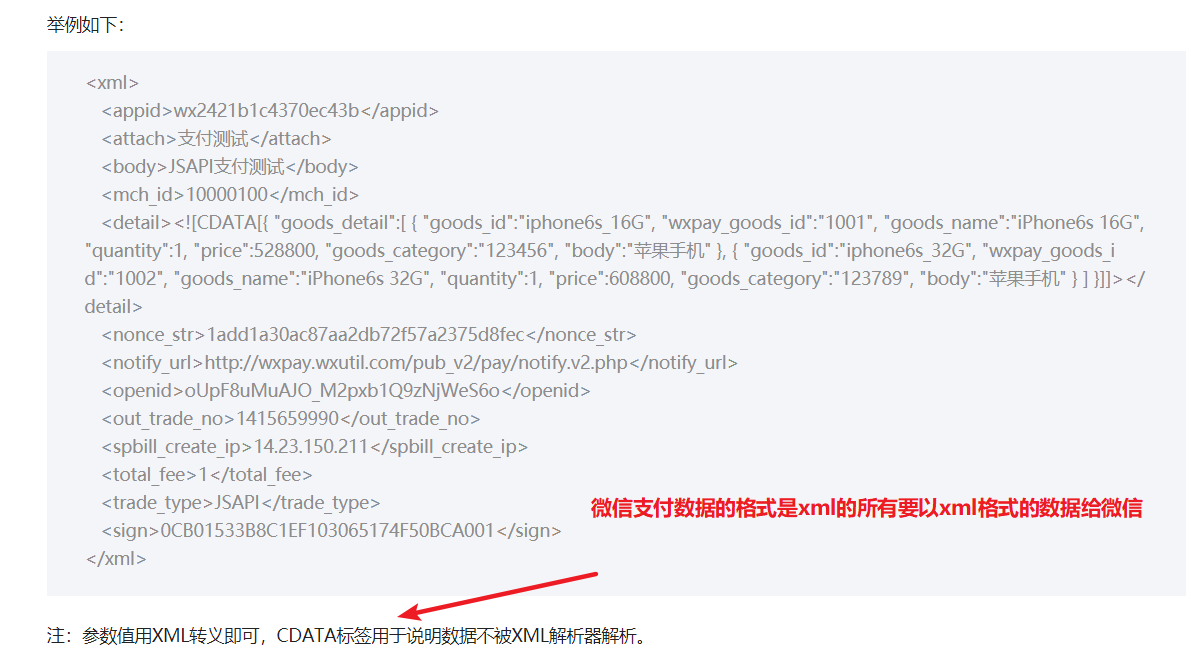 举例如下：
<xml>
<appid>wx2421b1c4370ec43b</appid>
<attach>支付测试</attach>
<body>JSAPI支付测试</body>
<mch_id>10000100</mch_id>
<detail><![CDATA[{ "goods_detail":[ { "goods_id":"iphone6s_16G", "wxpay_goods_id":"1001", "goods_name":"iPhone6s 16G",
"quantity":1, "price":528800, "goods_category":"123456", "body":"苹果手机" }, { "goods_id":"iphone6s_32G", "wxpay_goods_i
d":"1002", "goods_name":"iPhone6s 32G", "quantity":1, "price":608800, "goods_category":"123789", "body":"苹果手机" } ] }]]></
detail>
<nonce_str>1add1a30ac87aa2db72f57a2375d8fec</nonce_str>
<notify_url>http://wxpay.wxutil.com/pub_v2/pay/notify.v2.php</notify_url>
<openid>oUpF8uMuAJO_M2pxb1Q9zNjWeS6o</openid>
<out_trade_no>1415659990</out_trade_no>
<spbill_create_ip>14.23.150.211</spbill_create_ip>
<total_fee>1</total_fee>
<trade_type>JSAPI</trade_type>
微信支付数据的格式是xml的所有要以xml格式的数据给微信
<sign>0CB01533B8C1EF103065174F50BCA001</sign>
</xml>
注：参数值用XML转义即可，CDATA标签用于说明数据不被XML解析器解析。